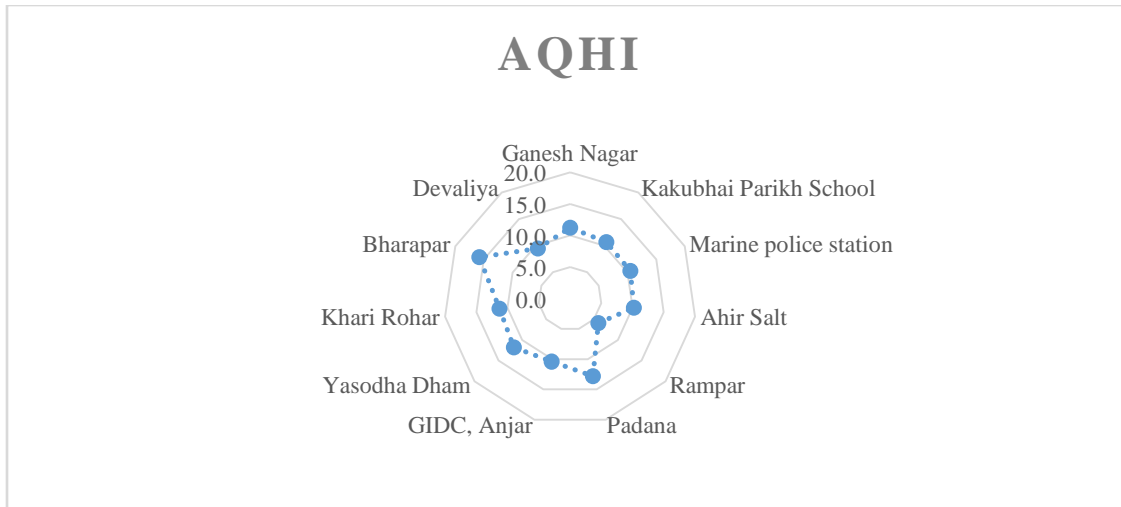 AQHI
Ganesh Nagar
Kakubhai Parikh School
Marine police station
Ahir Salt
Rampar
Padana
GIDC, Anjar
Yasodha Dham
Khari Rohar
Bharapar
Devaliya
20.0
15.0
10.0
5.0
0.0